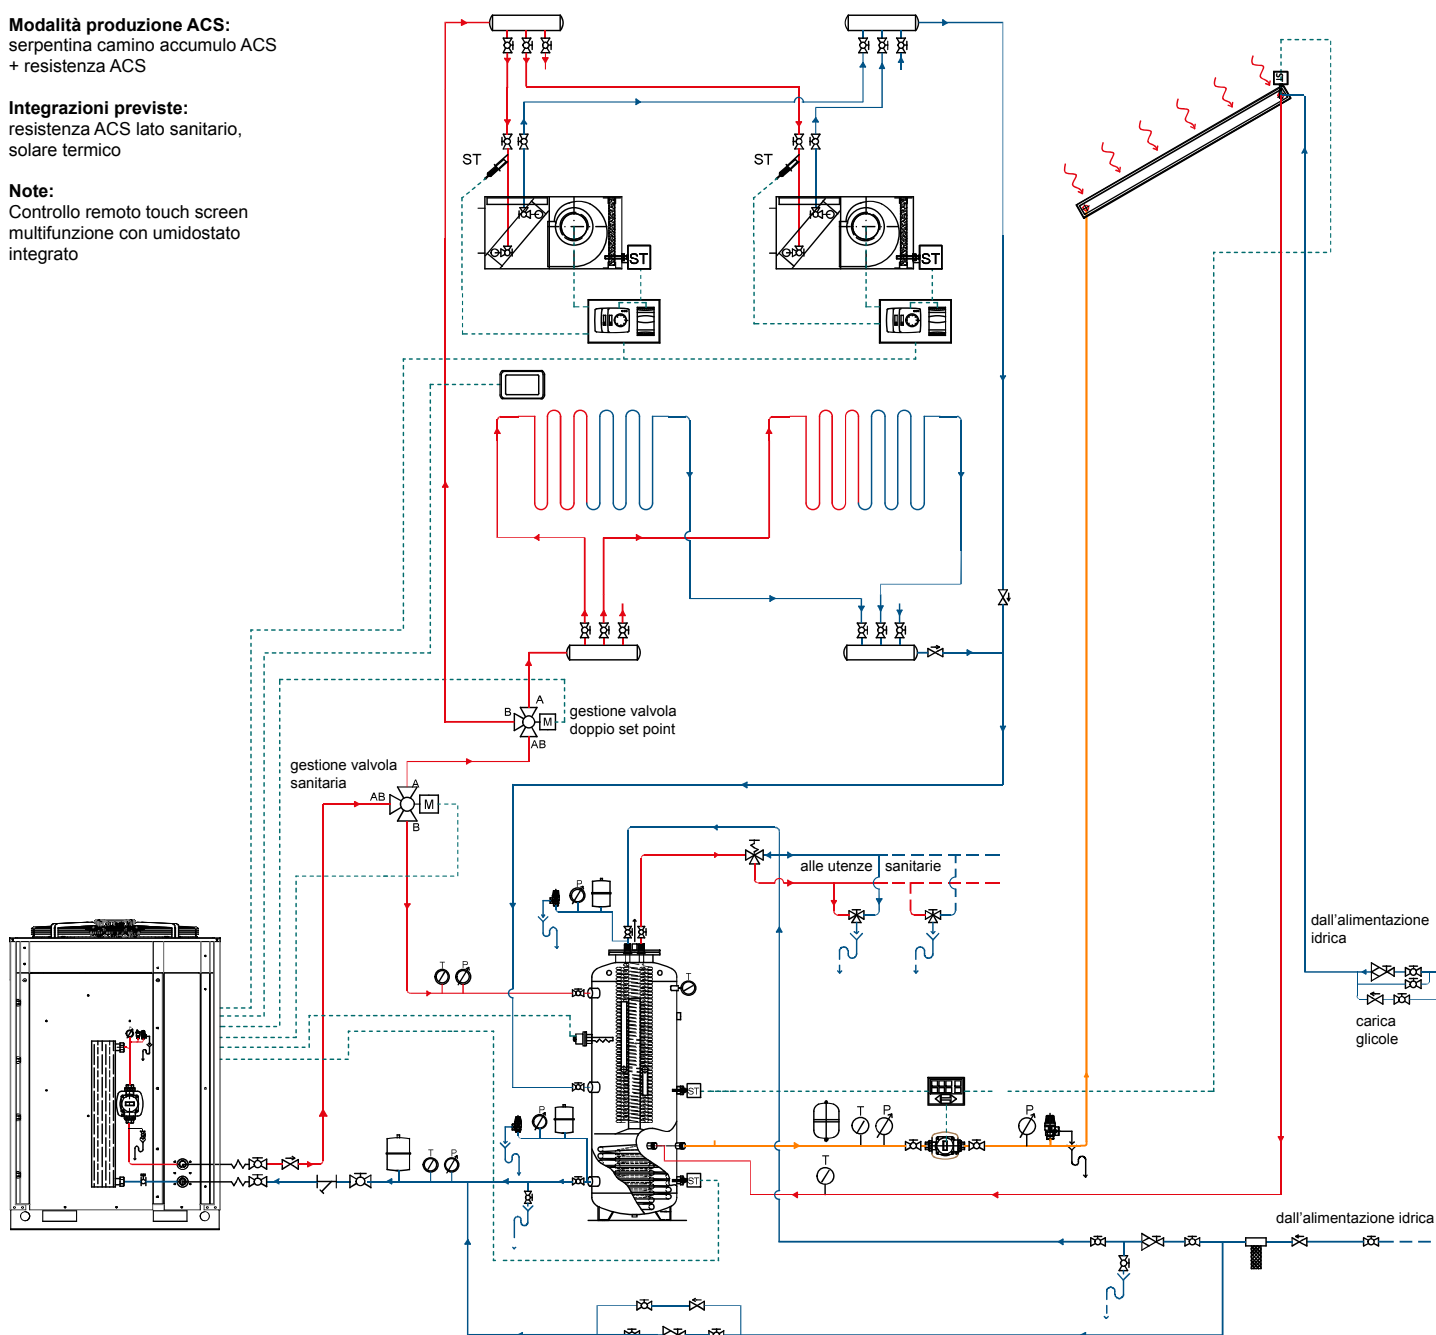 Modalità produzione ACS:
serpentina camino accumulo ACS
+ resistenza ACS
Integrazioni previste:
resistenza ACS lato sanitario,
solare termico
Note:
Controllo remoto touch screen
multifunzione con umidostato
integrato
ST
ST
ST
ST
ST
A
B
M
AB
gestione valvola
doppio set point
gestione valvola
sanitaria
A
AB
M
B
alle utenze sanitarie
P
T
P
T
dall'alimentazione
idrica
carica
glicole
ST
P
T
P
T
P
P
T
ST
dall'alimentazione idrica